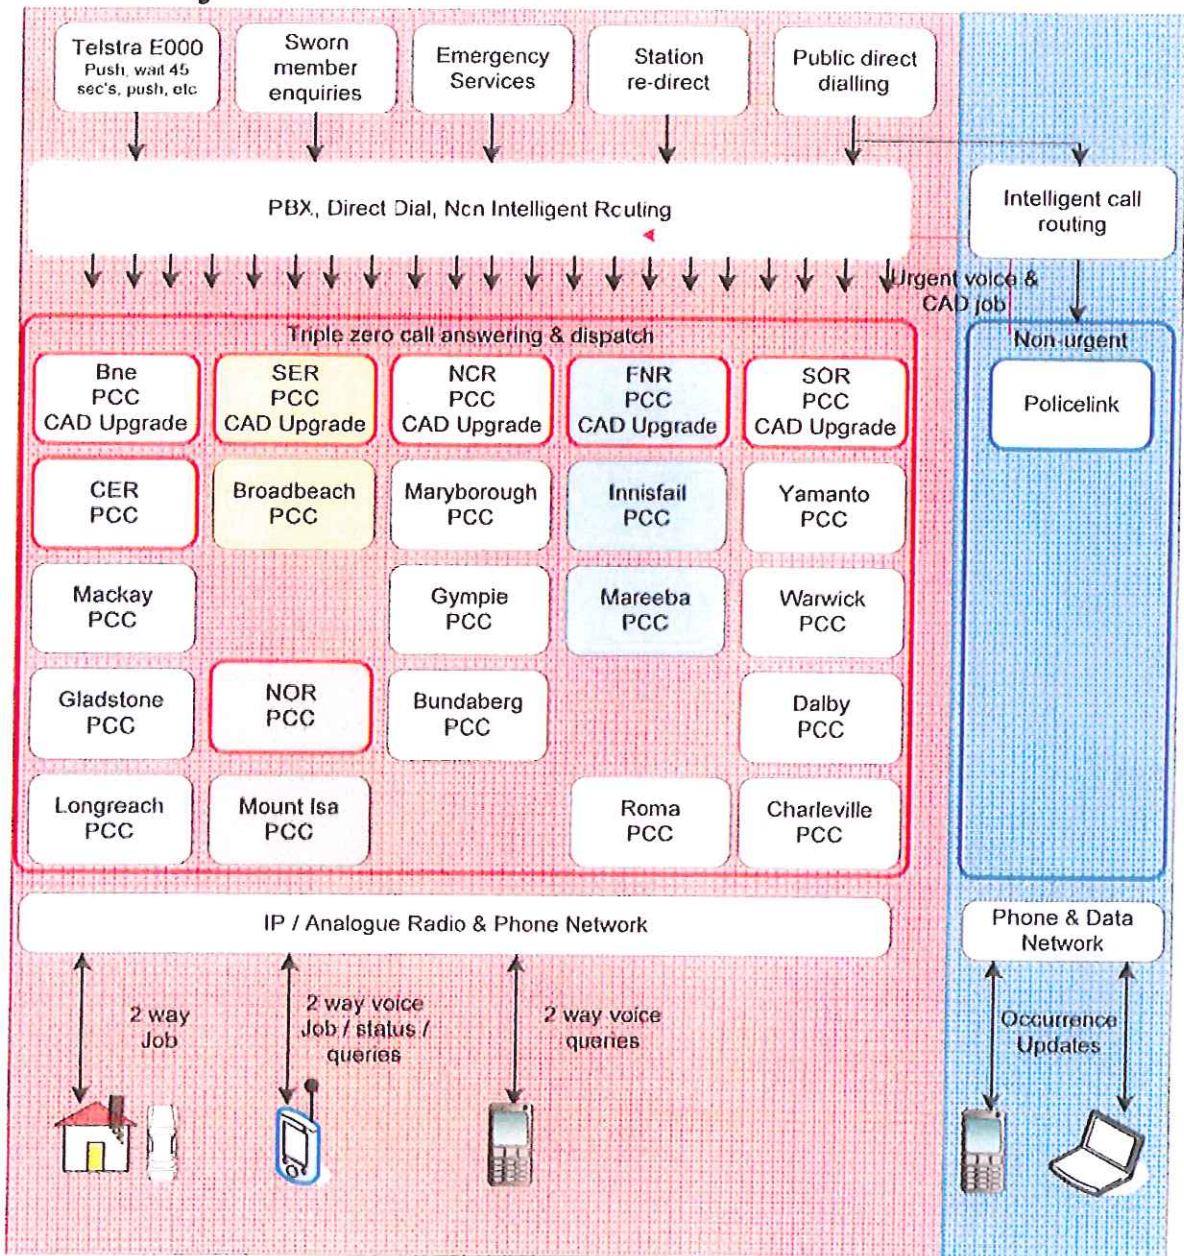 Telstra E000
Push, wait 45
sec's, push, etc
Sworn
member
enquiries
Emergency
Services
Station
re-direct
Public direct
dialling
PBX, Direct Dial, Non Intelligent Routing
Intelligent call
routing
Urgent voice &
CAD job
Triple zero call answering & dispatch
Non-urgent
Bne
PCC
CAD Upgrade
SER
PCC
CAD Upgrade
NCR
PCC
CAD Upgrade
FNR
PCC
CAD Upgrade
SOR
PCC
CAD Upgrade
Policelink
CER
PCC
Broadbeach
PCC
Maryborough
PCC
Innisfail
PCC
Yamanto
PCC
Mackay
PCC
Gympie
PCC
Mareeba
PCC
Warwick
PCC
Gladstone
PCC
NOR
PCC
Bundaberg
PCC
Dalby
PCC
Longreach
PCC
Mount Isa
PCC
Roma
PCC
Charleville
PCC
IP / Analogue Radio & Phone Network
Phone & Data
Network
2 way
Job
2 way voice
Job / status /
queries
2 way voice
queries
Occurrence
Updates